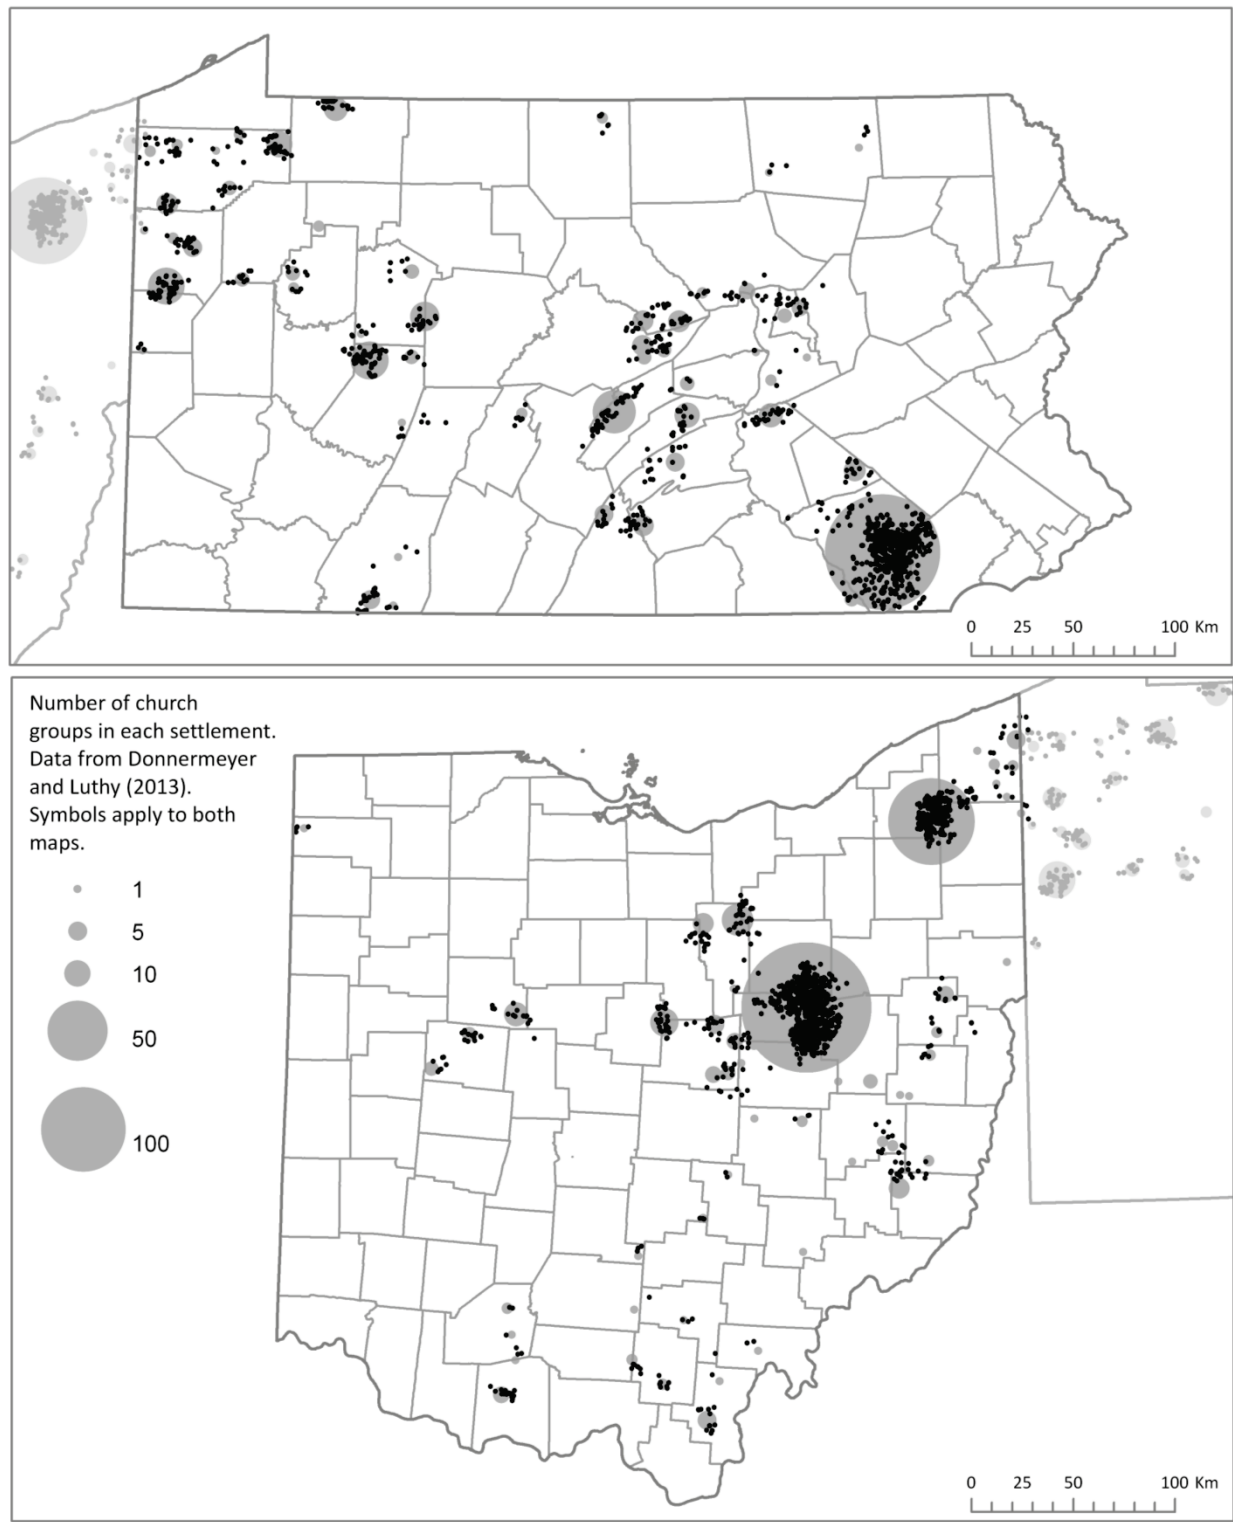 0 25 50 100 Km
Number of church
groups in each settlement.
Data from Donnermeyer
and Luthy (2013).
Symbols apply to both
maps.
1
5
10
50
100
0 25 50 100 Km